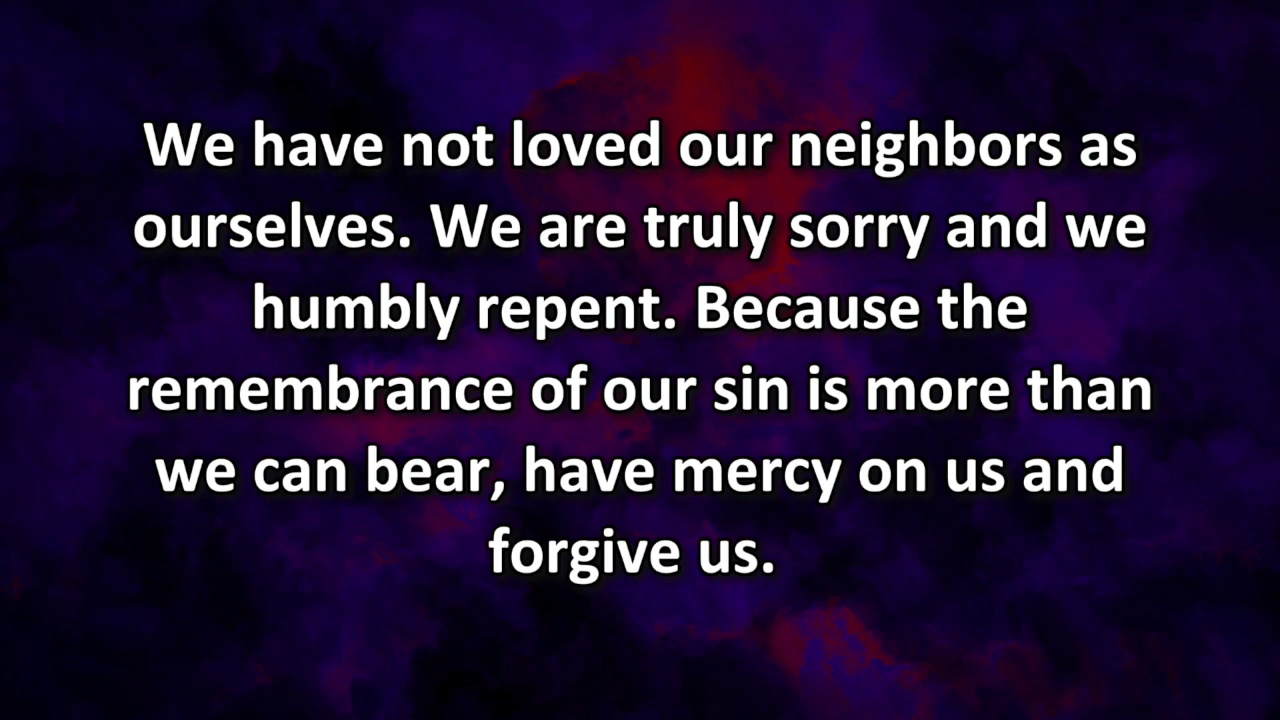 We have not loved our neighbors as
ourselves. We are truly sorry and we
humbly repent. Because the
remembrance of our sin is more than
we can bear, have mercy on us and
forgive us.